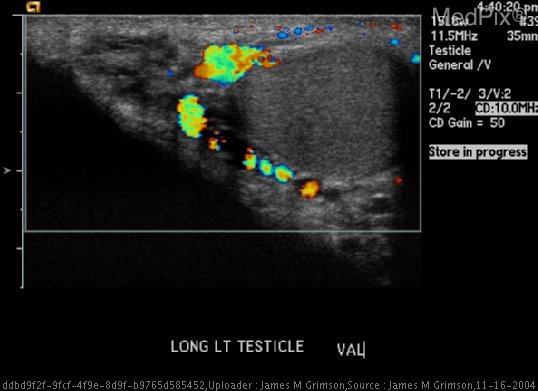 4:40:20 pm
MedPix®
15L8w #39
11.5MHz 35mm
Testicle
General /V
T1/-2/ 3/V:2
2/2 CD:10.0MHz
CD Gain = 50
Store in progress
LONG LT TESTICLE VAL
ddbd9f2f-9fcf-4f9e-8d9f-b9765d585452,Uploader : James M Grimson,Source : James M Grimson,11-16-2004